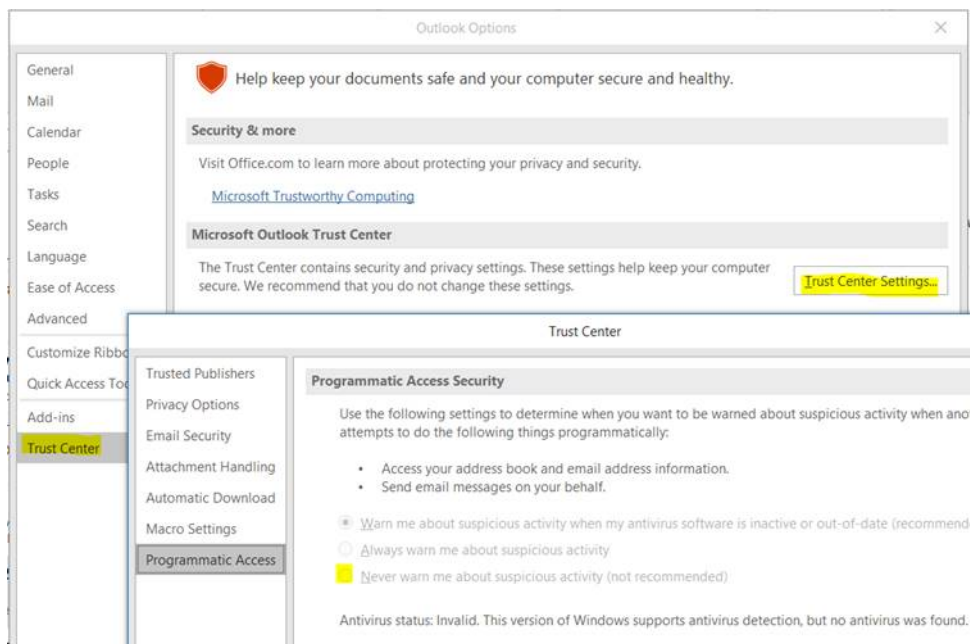 Outlook Options
General
Mail
Calendar
People
Tasks
Search
Language
Ease of Access
Advanced
Customize
Quick Access
Add-ins
Trust Center
Help keep your documents safe and your computer secure and healthy.
Security & more
Visit Office.com to learn more about protecting your privacy and security.
Microsoft Trustworthy Computing
Microsoft Outlook Trust Center
The Trust Center contains security and privacy settings. These settings help keep your computer
secure. We recommend that you do not change these settings.
Trust Center Settings...
Trust Center
Trusted Publishers
Privacy Options
Email Security
Attachment Handling
Automatic Download
Macro Settings
Programmatic Access
Programmatic Access Security
Use the following settings to determine when you want to be warned about suspicious activity when
attempts to do the following things programmatically:
• Access your address book and email address information.
• Send email messages on your behalf.
Warn me about suspicious activity when my antivirus software is inactive or out-of-date
Always warn me about suspicious activity
Never warn me about suspicious activity (not recommended)
Antivirus status: Invalid. This version of Windows supports antivirus detection, but no antivirus was found.